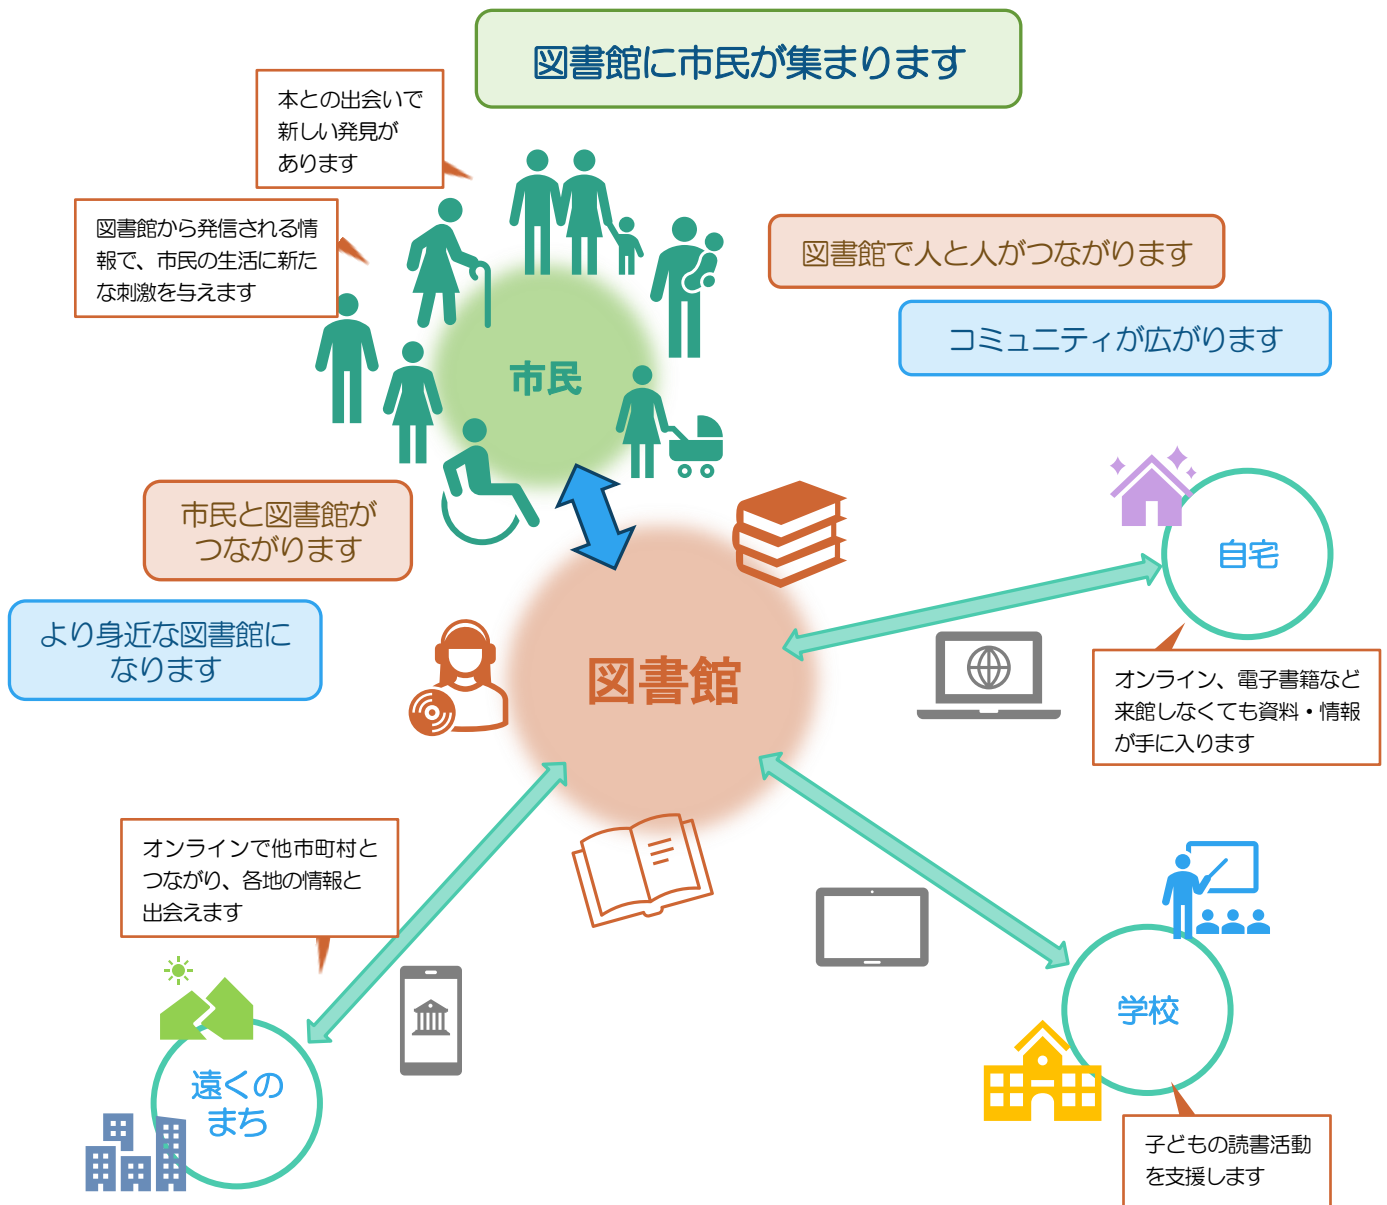 図書館に市民が集まります
本との出会いで
新しい発見が
あります
図書館から発信される情
報で、市民の生活に新た
な刺激を与えます
図書館で人と人がつながります
コミュニティが広がります
市民
市民と図書館が
つながります
より身近な図書館に
なります
図書館
自宅
オンライン、電子書籍など
来館しなくても資料・情報
が手に入ります
オンラインで他市町村と
つながり、各地の情報と
出会えます
遠くの
まち
学校
子どもの読書活動
を支援します